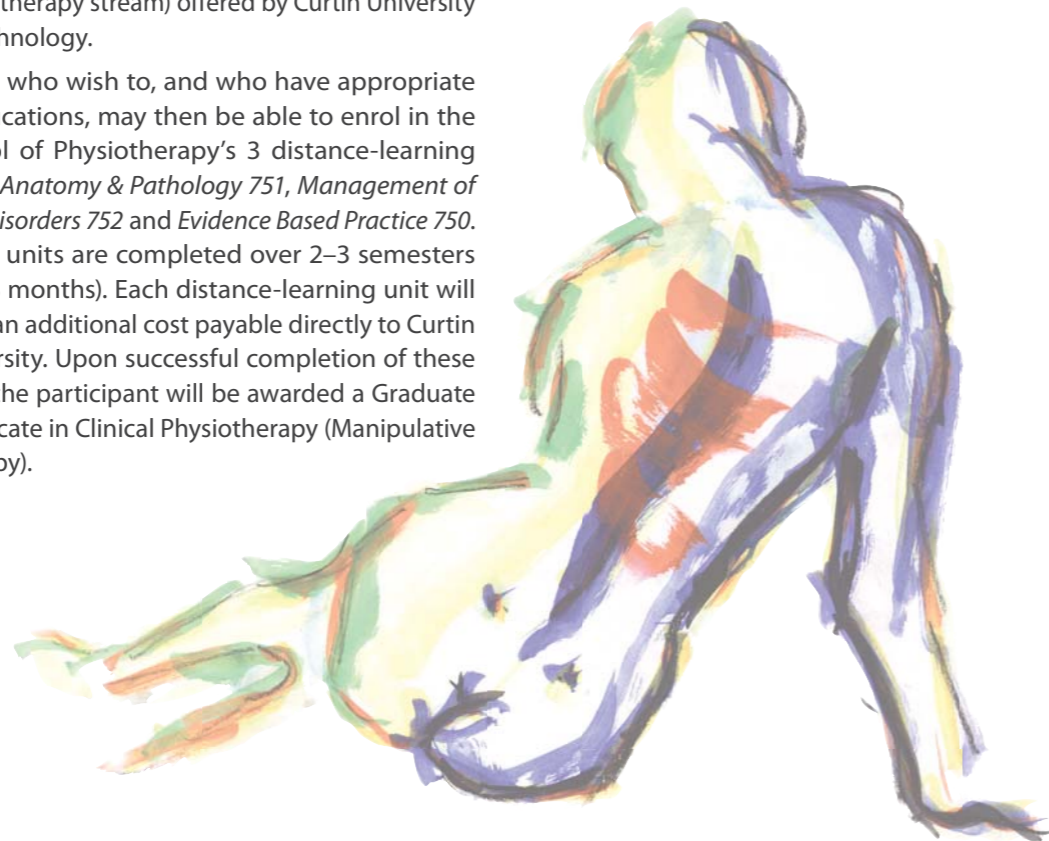 therapy stream) offered by Curtin University
hnology.
who wish to, and who have appropriate
cations, may then be able to enrol in the
ol of Physiotherapy's 3 distance-learning
Anatomy & Pathology 751, Management of
isorders 752 and Evidence Based Practice 750.
units are completed over 2–3 semesters
months). Each distance-learning unit will
an additional cost payable directly to Curtin
rsity. Upon successful completion of these
the participant will be awarded a Graduate
cate in Clinical Physiotherapy (Manipulative
py).